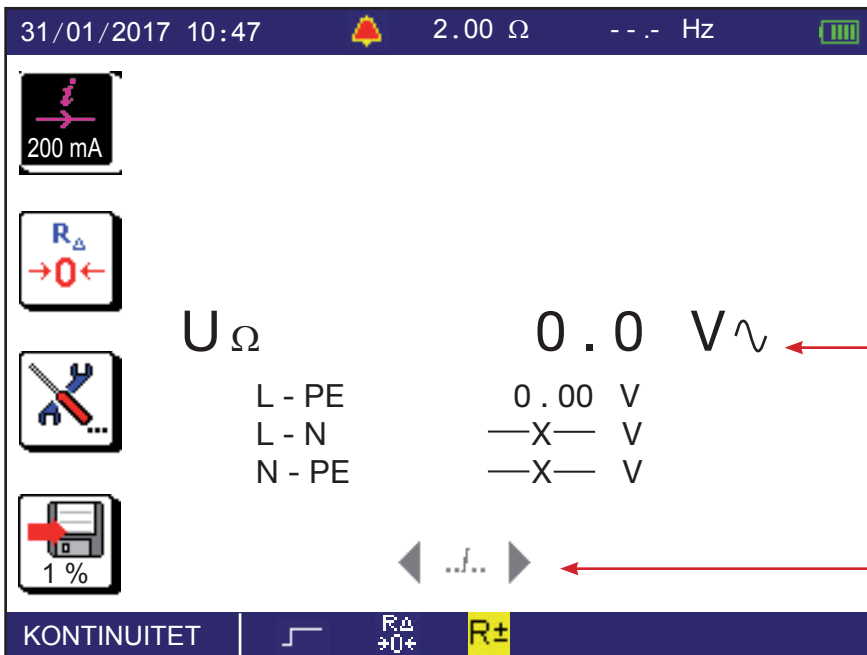 31/01/2017 10:47 2.00 Ω - - .- Hz
i
200 mA
RΔ
→0←
UΩ 0.0 V∿
L - PE 0.00 V
L - N —X— V
N - PE —X— V
...
1 %
../..
KONTINUITET RΔ →0← R±